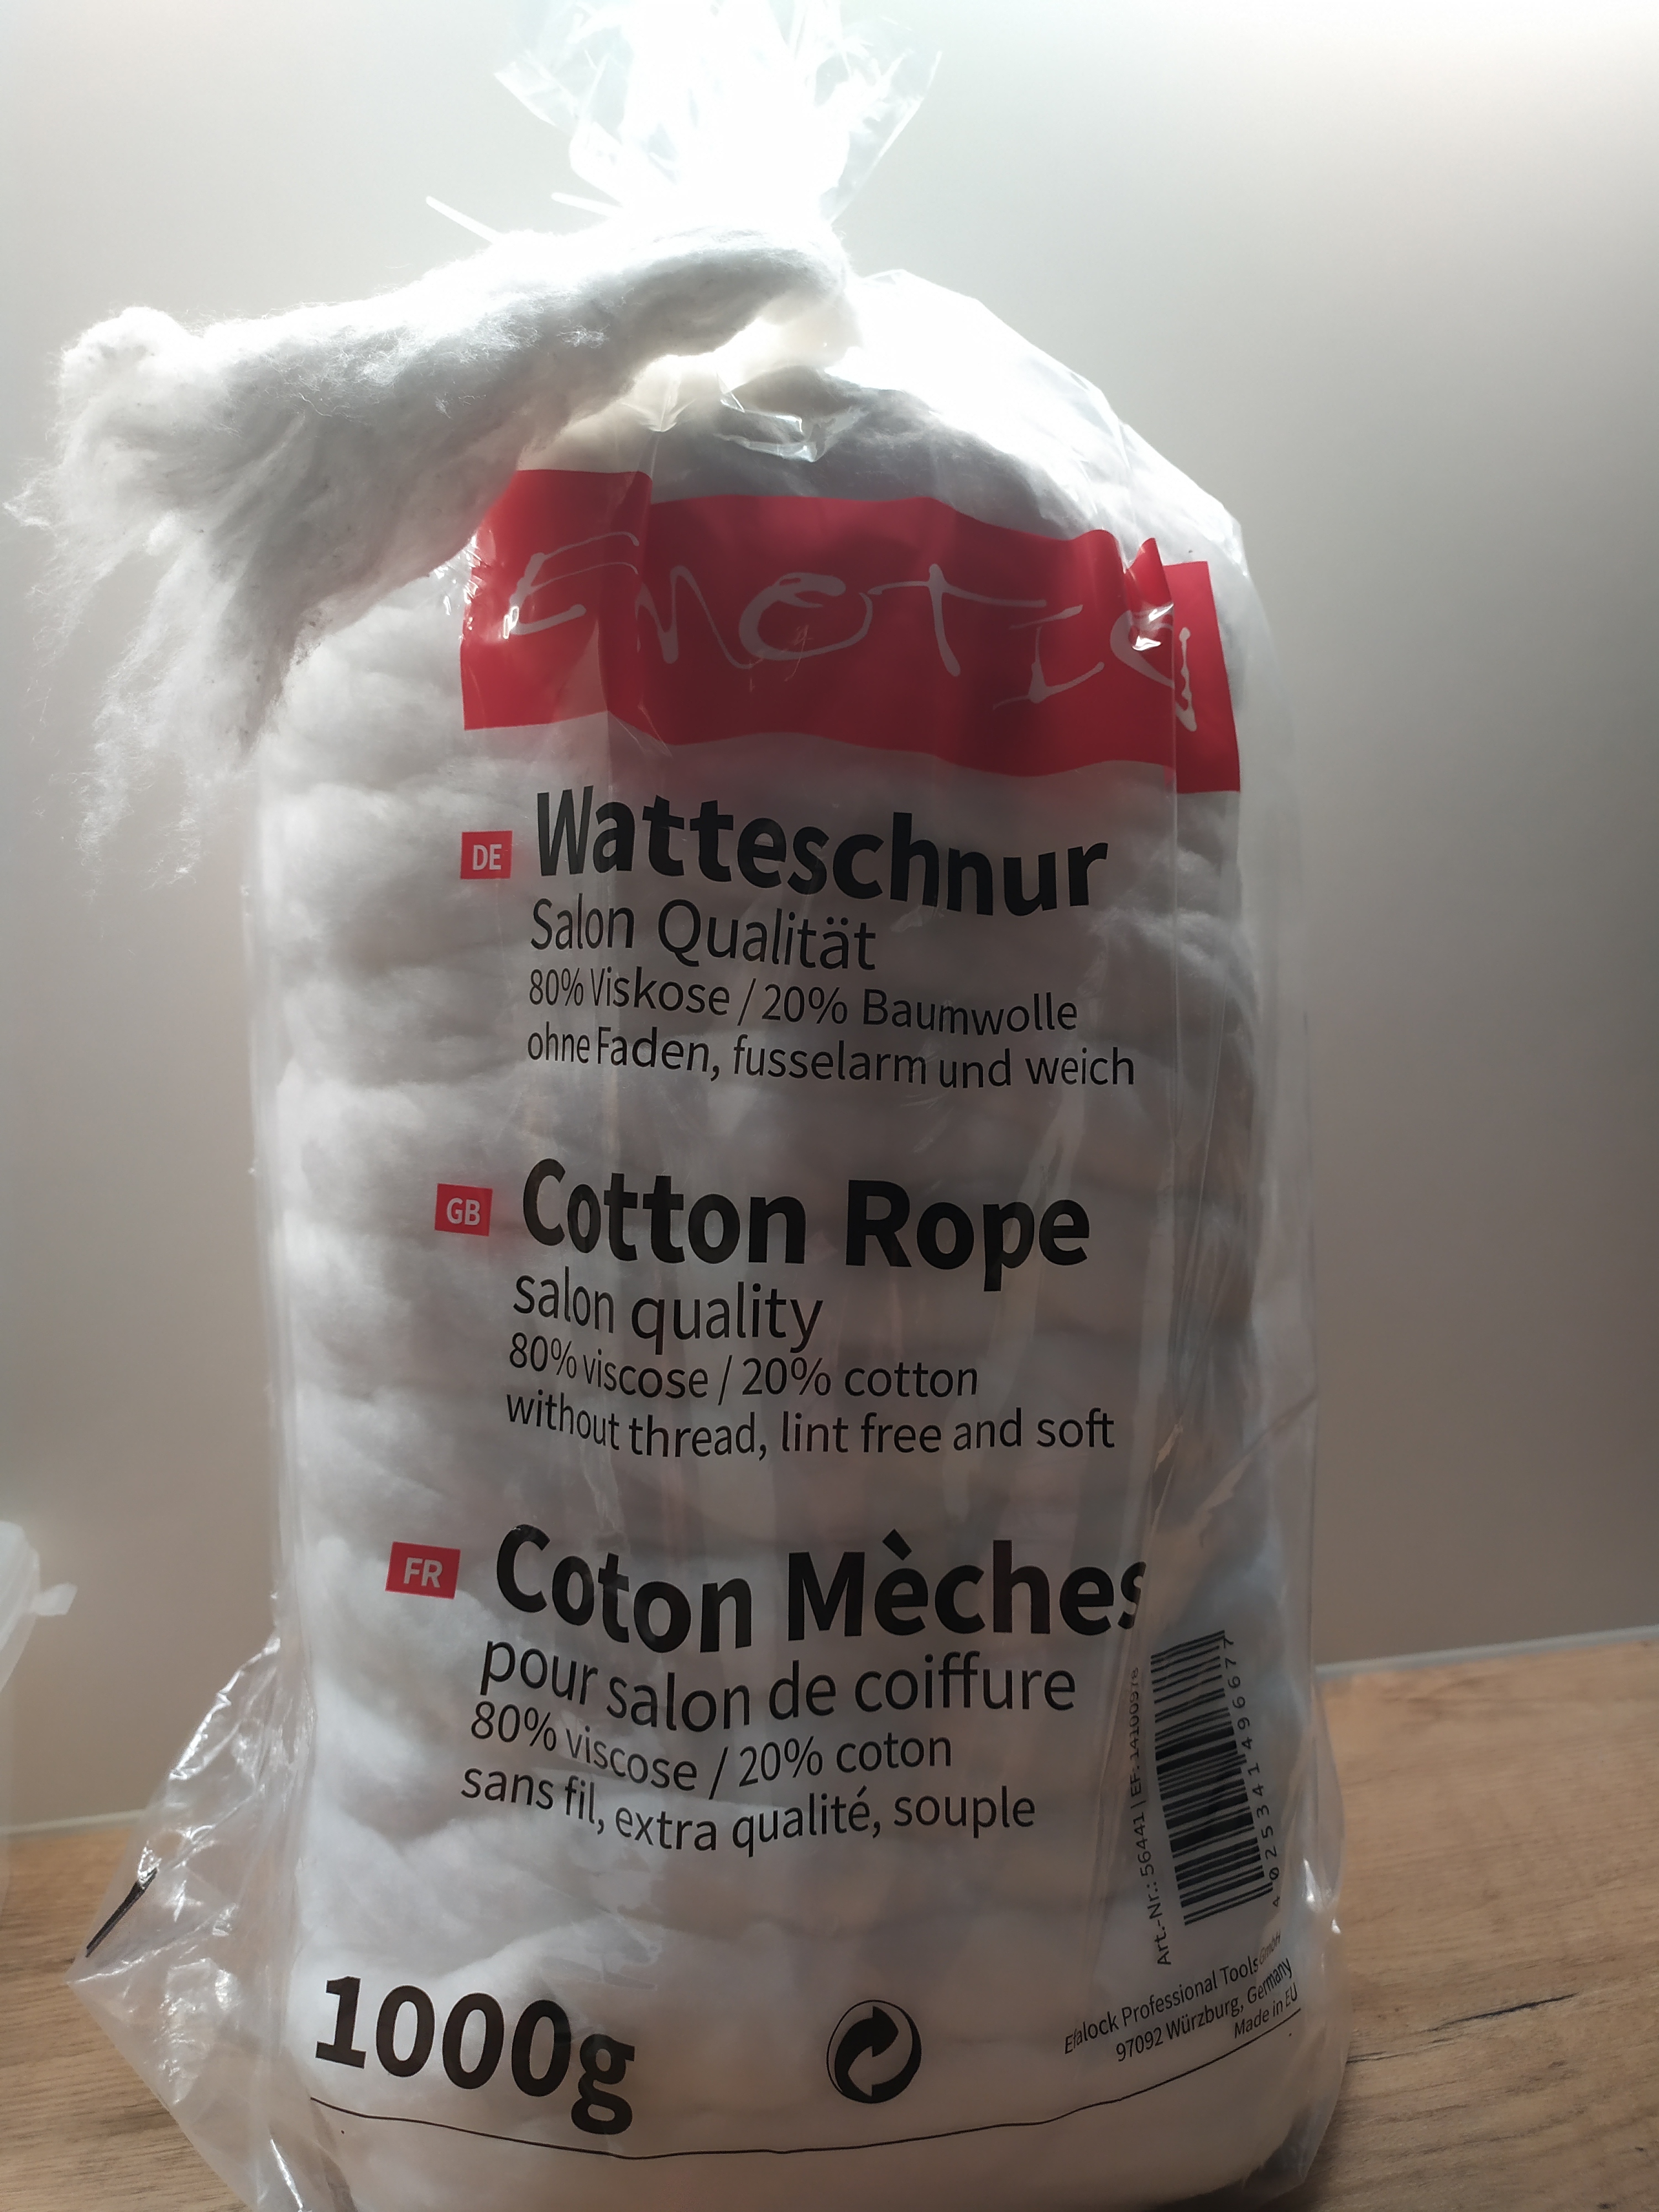 DE Watteschnur
Salon Qualität
80% Viskose / 20% Baumwolle
ohne Faden, fusselarm und weich
GB Cotton Rope
salon quality
80% viscose / 20% cotton
without thread, lint free and soft
FR Coton Mèches
pour salon de coiffure
80% viscose / 20% coton
sans fil, extra qualité, souple
Art.-Nr.: 56441 | EF: 14100978
4025341496677
1000g
Efalock Professional Tools GmbH
97092 Würzburg, Germany
Made in EU